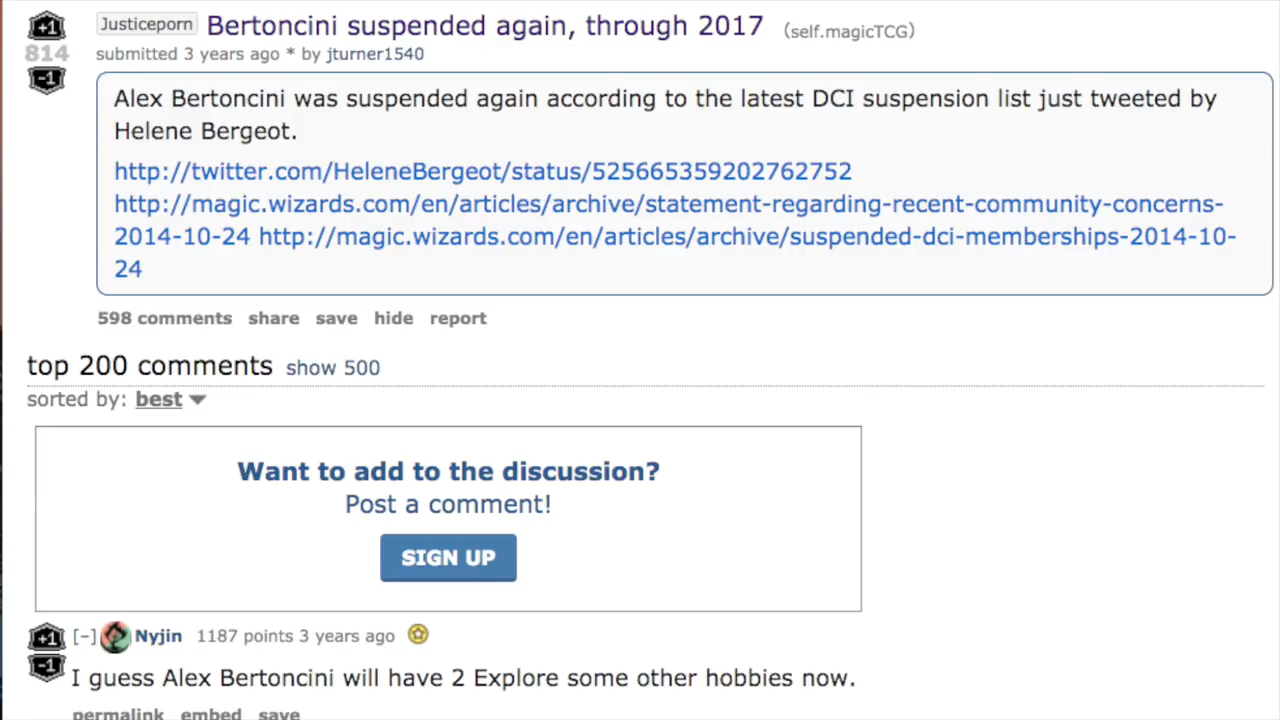 +1
Justiceporn Bertoncini suspended again, through 2017 (self.magicTCG)
814
submitted 3 years ago * by jturner1540
-1
Alex Bertoncini was suspended again according to the latest DCI suspension list just tweeted by
Helene Bergeot.
http://twitter.com/HeleneBergeot/status/525665359202762752
http://magic.wizards.com/en/articles/archive/statement-regarding-recent-community-concerns-
2014-10-24 http://magic.wizards.com/en/articles/archive/suspended-dci-memberships-2014-10-
24
598 comments share save hide report
top 200 comments show 500
sorted by: best
Want to add to the discussion?
Post a comment!
SIGN UP
+1 [–] Nyjin 1187 points 3 years ago
-1
I guess Alex Bertoncini will have 2 Explore some other hobbies now.
permalink embed save